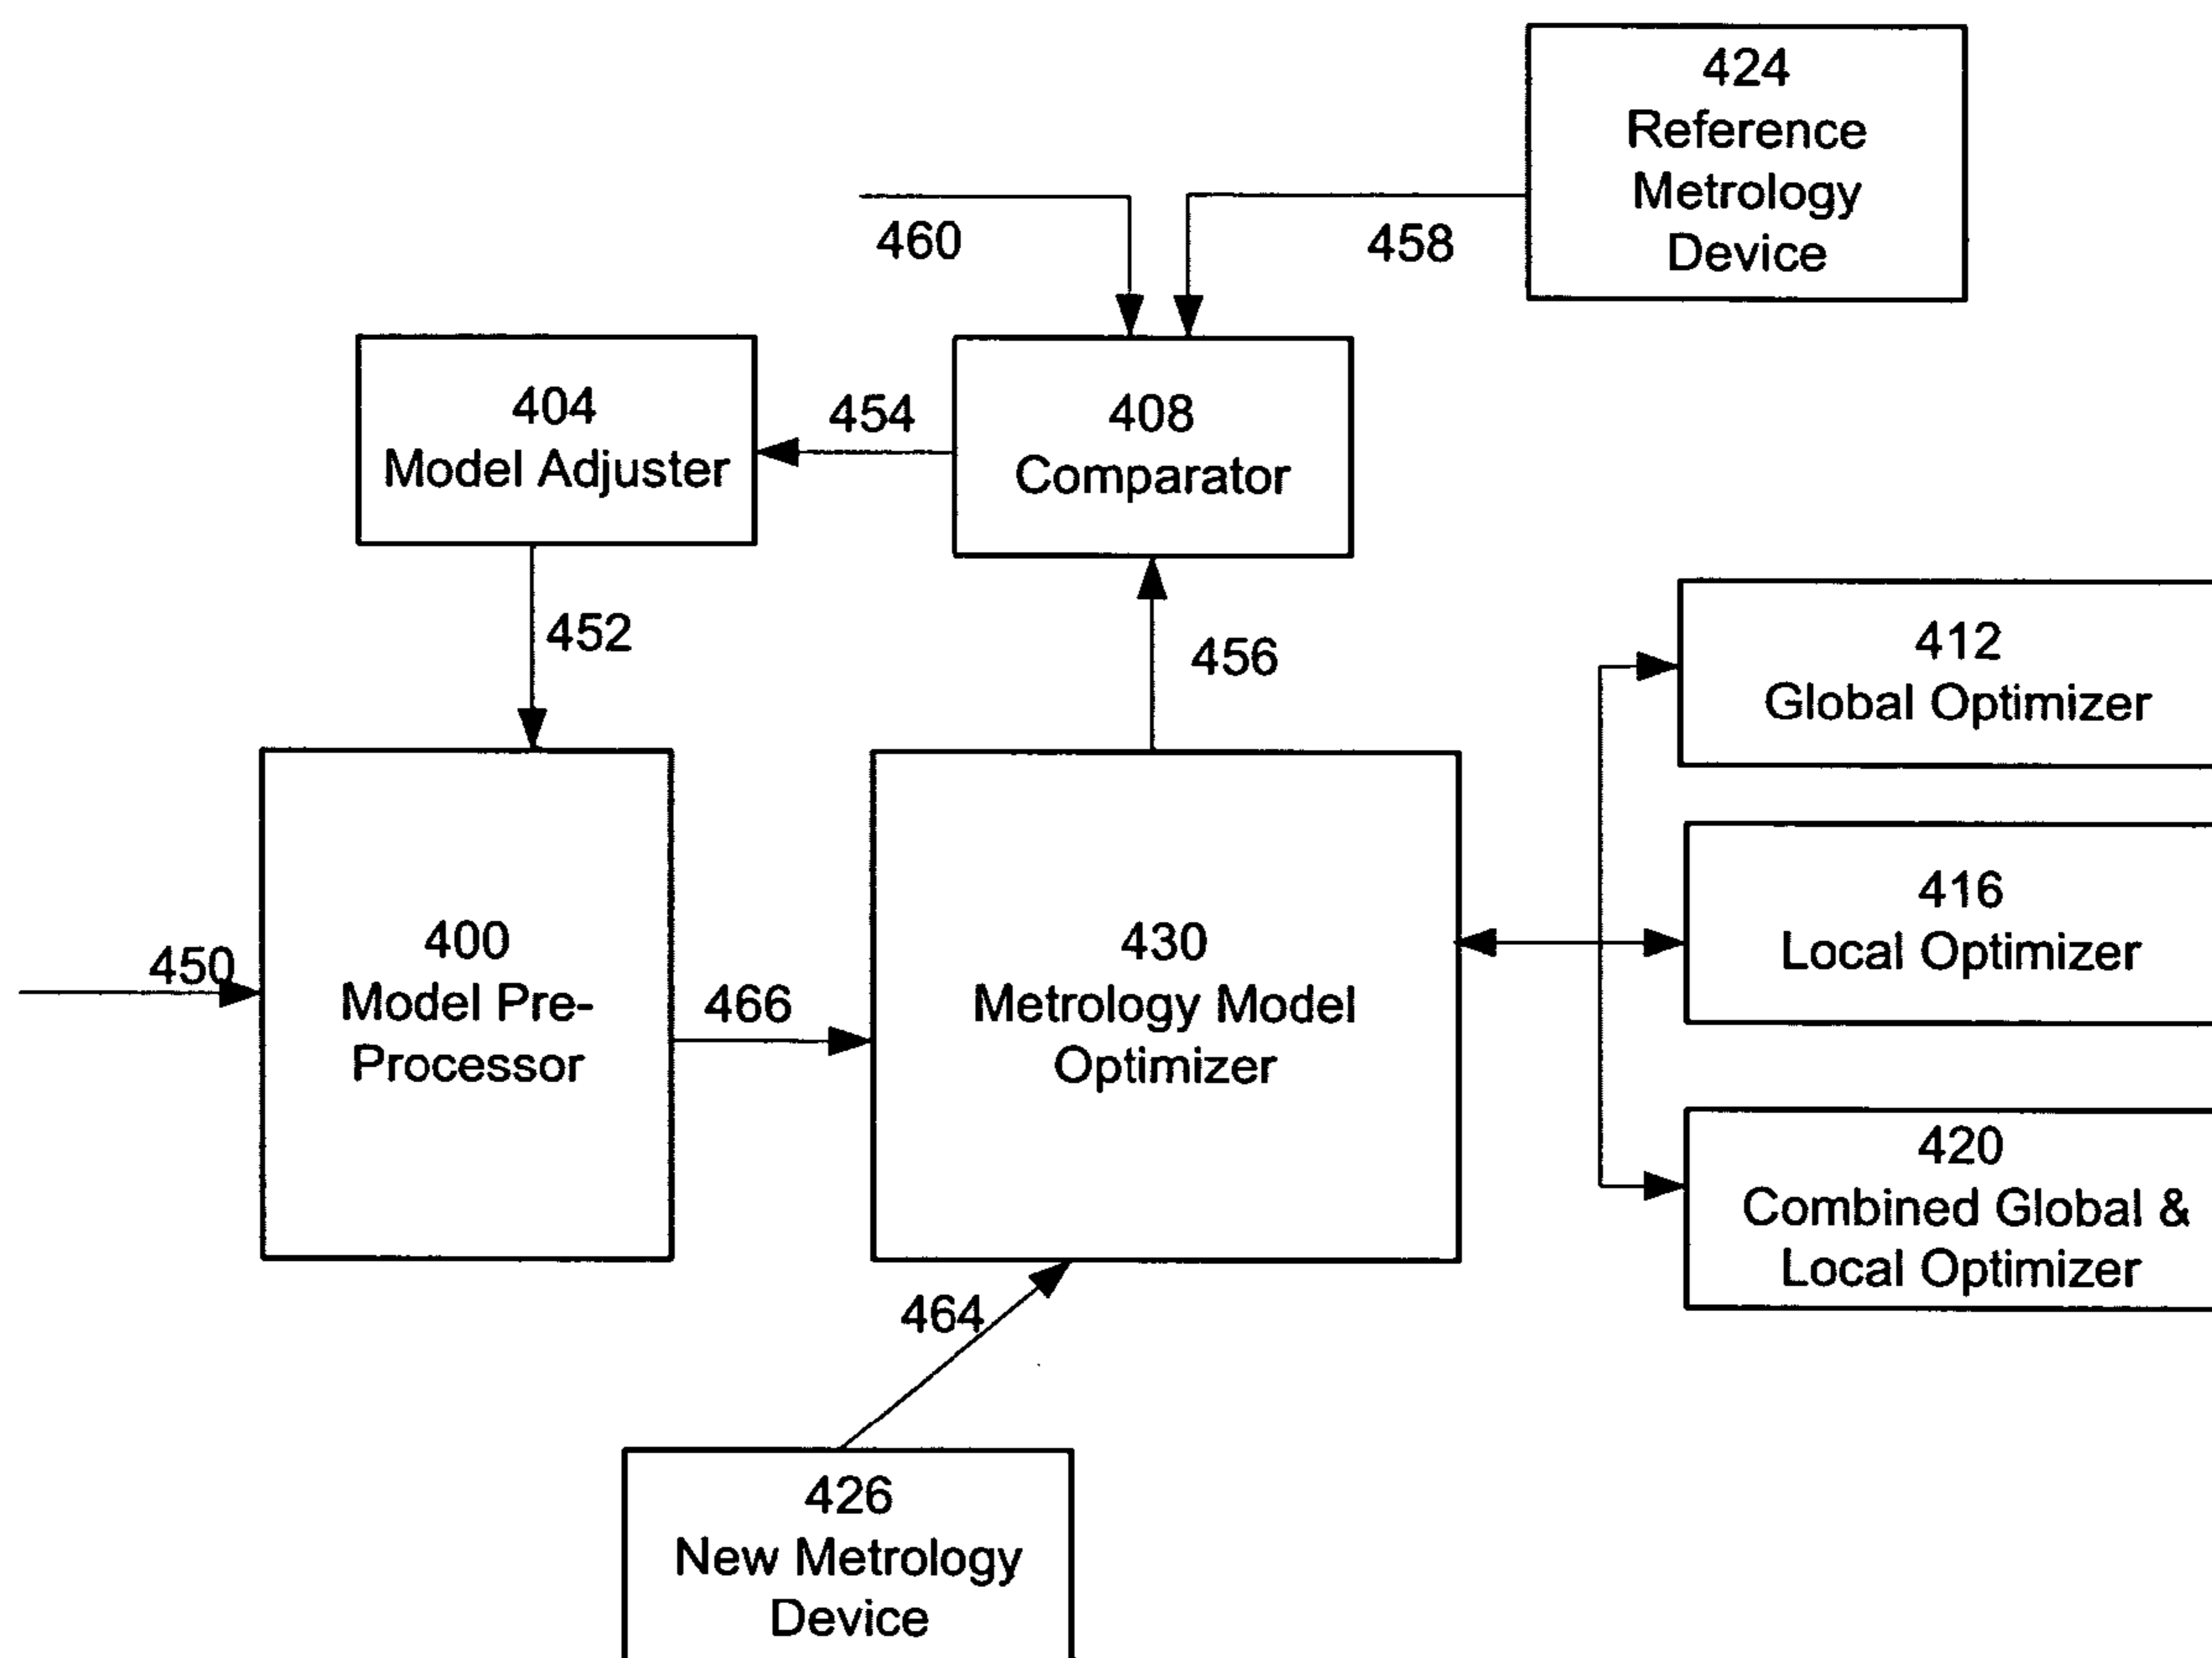 424
Reference
Metrology
Device
460
458
404
Model Adjuster
454
408
Comparator
452
456
412
Global Optimizer
416
Local Optimizer
420
Combined Global &
Local Optimizer
450
400
Model Pre-
Processor
466
430
Metrology Model
Optimizer
464
426
New Metrology
Device